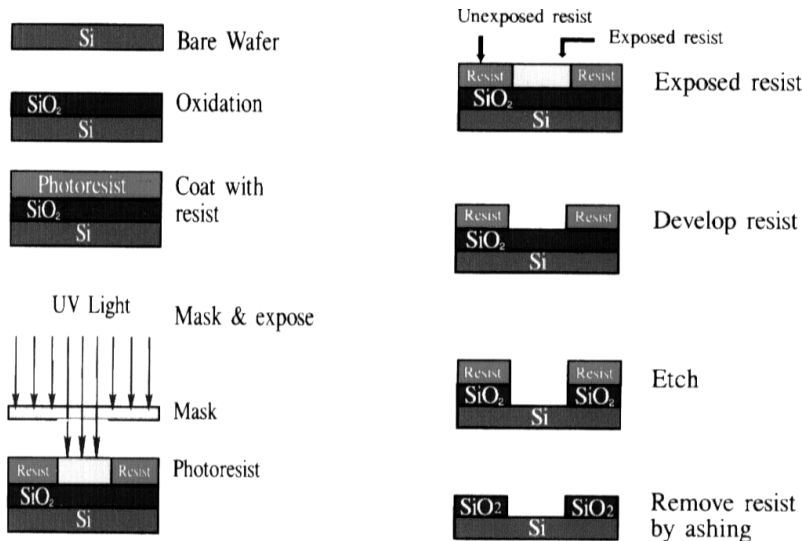 Si
Bare Wafer
SiO₂
Oxidation
Si
Photoresist
Coat with
resist
SiO₂
Si
UV Light
Mask & expose
Mask
Resist
Resist
Photoresist
SiO₂
Si
Unexposed resist
Exposed resist
Resist
Resist
Exposed resist
SiO₂
Si
Resist
Resist
Develop resist
SiO₂
Si
Resist
Resist
Etch
SiO₂
SiO₂
Si
SiO2
SiO2
Remove resist
by ashing
Si